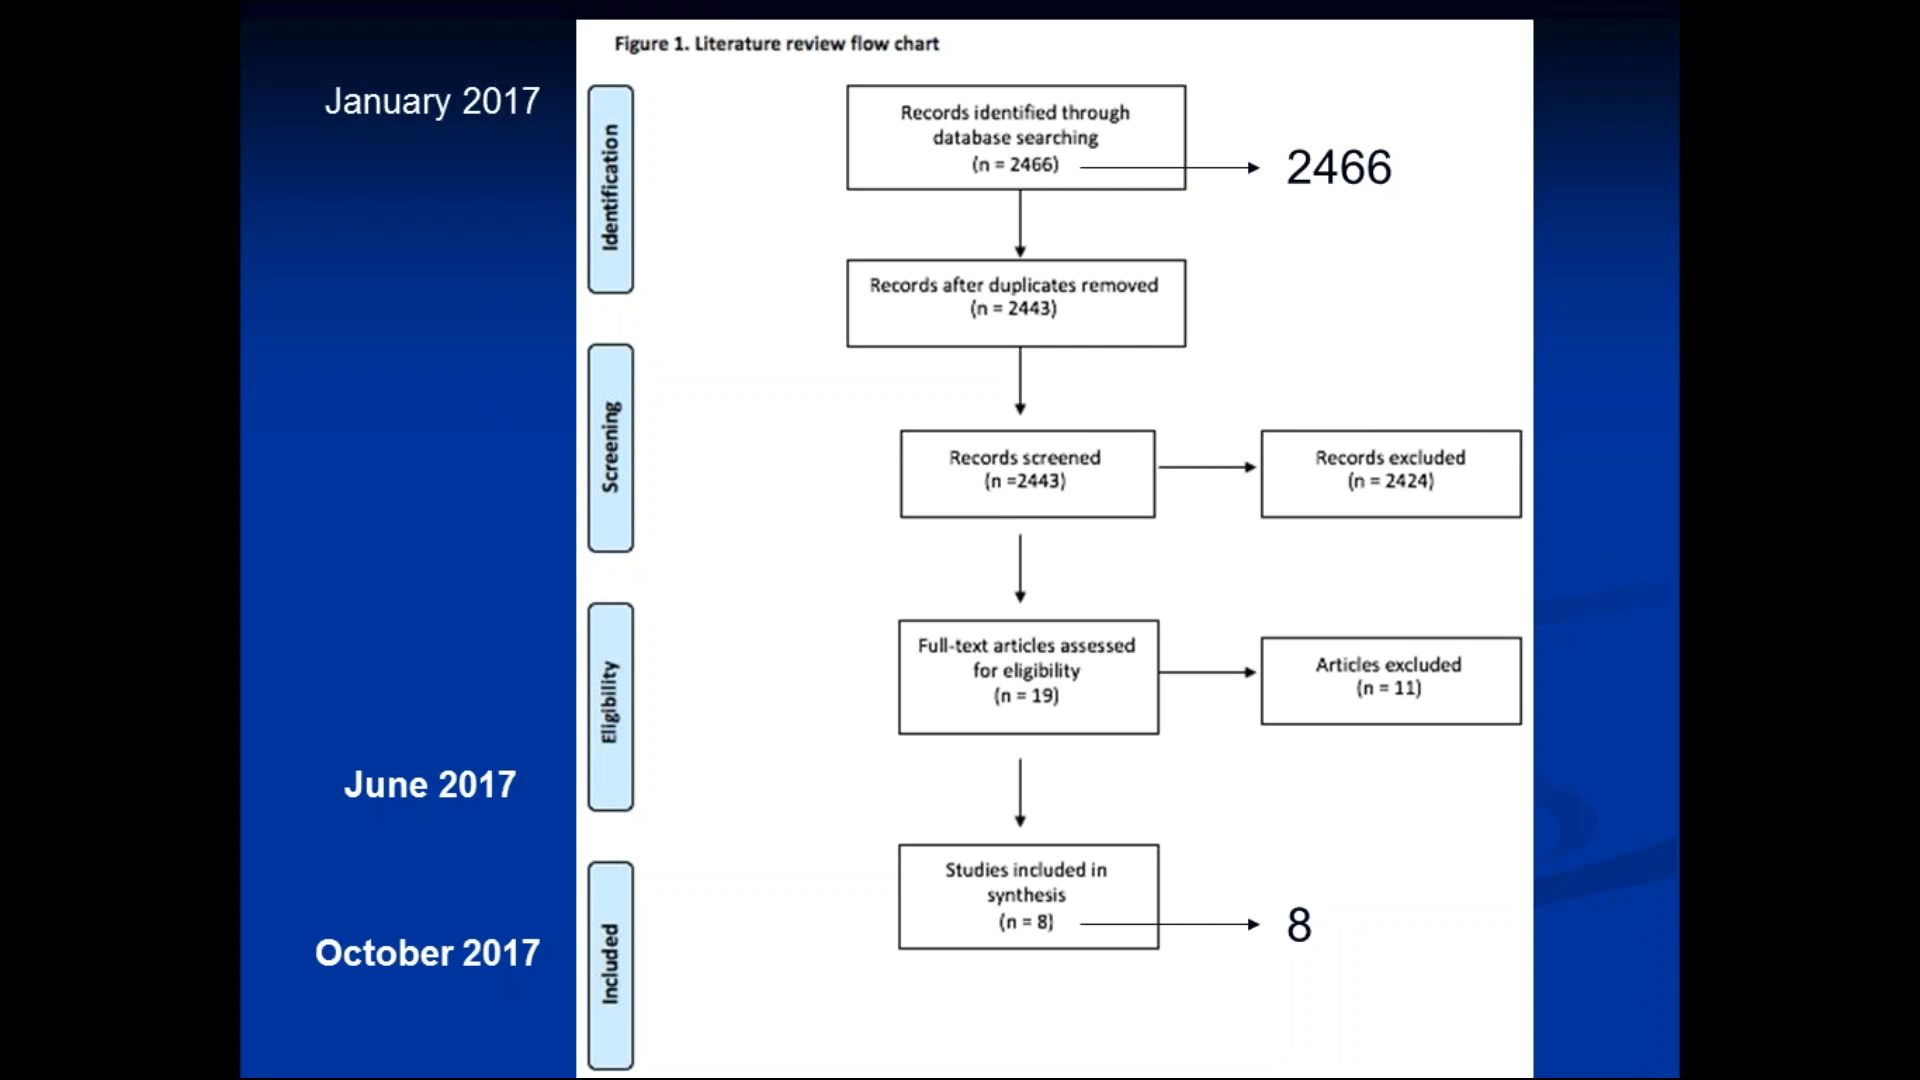 Figure 1. Literature review flow chart
January 2017
Identification
Records identified through
database searching
(n = 2466)
2466
Records after duplicates removed
(n = 2443)
Screening
Records screened
(n =2443)
Records excluded
(n = 2424)
Eligibility
Full-text articles assessed
for eligibility
(n = 19)
Articles excluded
(n = 11)
June 2017
Included
Studies included in
synthesis
(n = 8)
8
October 2017